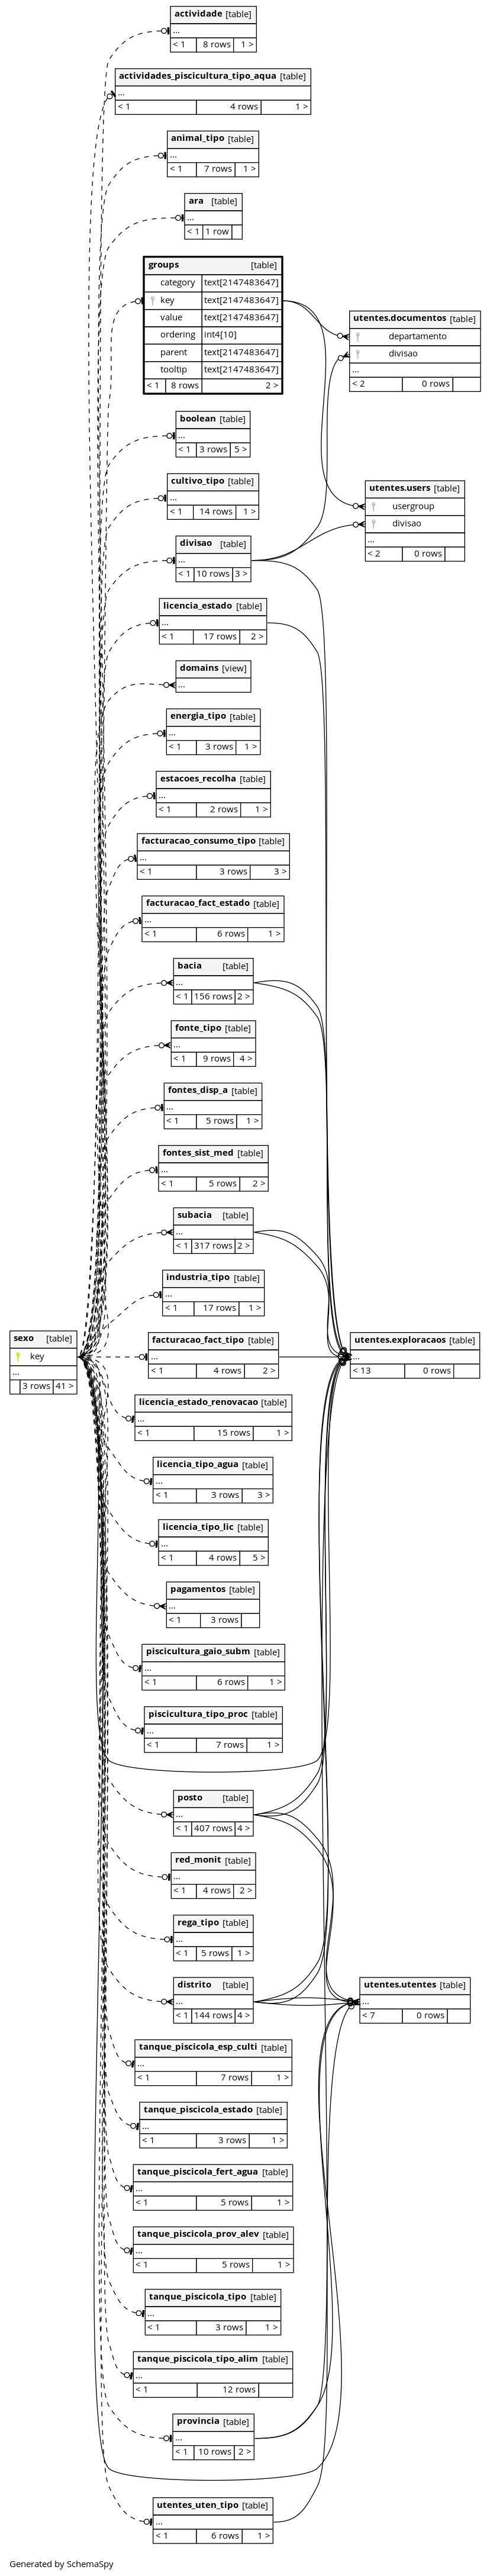 actividade [table]
...
< 1 8 rows 1 >
actividades_piscicultura_tipo_aqua [table]
...
< 1 4 rows 1 >
animal_tipo [table]
...
< 1 7 rows 1 >
ara [table]
...
< 1 1 row
groups [table]
category text[2147483647]
key text[2147483647]
value text[2147483647]
ordering int4[10]
parent text[2147483647]
tooltip text[2147483647]
< 1 8 rows 2 >
utentes.documentos [table]
departamento
divisao
...
< 2 0 rows
boolean [table]
...
< 1 3 rows 5 >
cultivo_tipo [table]
...
< 1 14 rows 1 >
utentes.users [table]
usergroup
divisao
...
< 2 0 rows
divisao [table]
...
< 1 10 rows 3 >
licencia_estado [table]
...
< 1 17 rows 2 >
domains [view]
...
energia_tipo [table]
...
< 1 3 rows 1 >
estacoes_recolha [table]
...
< 1 2 rows 1 >
facturacao_consumo_tipo [table]
...
< 1 3 rows 3 >
facturacao_fact_estado [table]
...
< 1 6 rows 1 >
bacia [table]
...
< 1 156 rows 2 >
fonte_tipo [table]
...
< 1 9 rows 4 >
fontes_disp_a [table]
...
< 1 5 rows 1 >
fontes_sist_med [table]
...
< 1 5 rows 2 >
subacia [table]
...
< 1 317 rows 2 >
industria_tipo [table]
...
< 1 17 rows 1 >
sexo [table]
key
...
3 rows 41 >
facturacao_fact_tipo [table]
...
< 1 4 rows 2 >
utentes.exploracaos [table]
...
< 13 0 rows
licencia_estado_renovacao [table]
...
< 1 15 rows 1 >
licencia_tipo_agua [table]
...
< 1 3 rows 3 >
licencia_tipo_lic [table]
...
< 1 4 rows 5 >
pagamentos [table]
...
< 1 3 rows
piscicultura_gaio_subm [table]
...
< 1 6 rows 1 >
piscicultura_tipo_proc [table]
...
< 1 7 rows 1 >
posto [table]
...
< 1 407 rows 4 >
red_monit [table]
...
< 1 4 rows 2 >
rega_tipo [table]
...
< 1 5 rows 1 >
distrito [table]
...
< 1 144 rows 4 >
utentes.utentes [table]
...
< 7 0 rows
tanque_piscicola_esp_culti [table]
...
< 1 7 rows 1 >
tanque_piscicola_estado [table]
...
< 1 3 rows 1 >
tanque_piscicola_fert_agua [table]
...
< 1 5 rows 1 >
tanque_piscicola_prov_alev [table]
...
< 1 5 rows 1 >
tanque_piscicola_tipo [table]
...
< 1 3 rows 1 >
tanque_piscicola_tipo_alim [table]
...
< 1 12 rows
provincia [table]
...
< 1 10 rows 2 >
utentes_uten_tipo [table]
...
< 1 6 rows 1 >
Generated by SchemaSpy